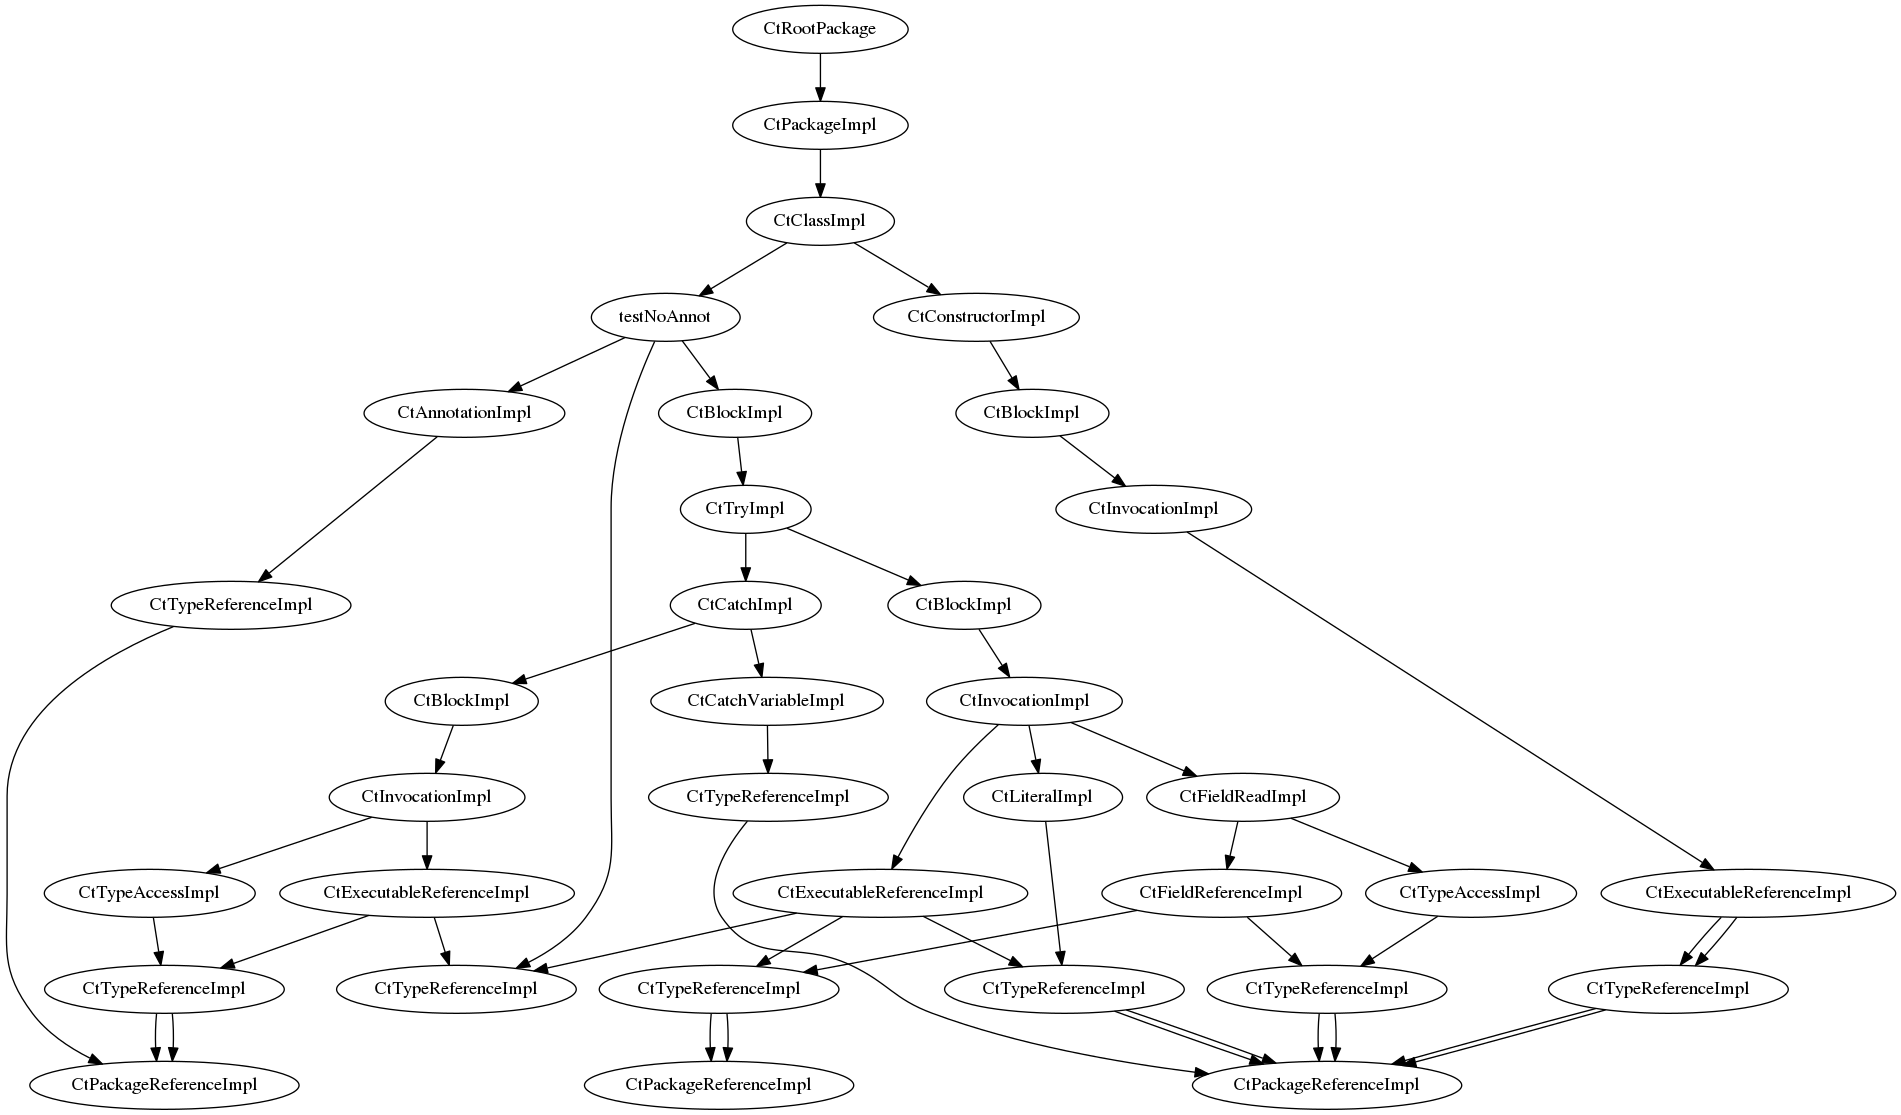 CtRootPackage
CtPackageImpl
CtClassImpl
testNoAnnot
CtConstructorImpl
CtAnnotationImpl
CtBlockImpl
CtBlockImpl
CtTryImpl
CtInvocationImpl
CtTypeReferenceImpl
CtCatchImpl
CtBlockImpl
CtBlockImpl
CtCatchVariableImpl
CtInvocationImpl
CtInvocationImpl
CtTypeReferenceImpl
CtLiteralImpl
CtFieldReadImpl
CtTypeAccessImpl
CtExecutableReferenceImpl
CtExecutableReferenceImpl
CtFieldReferenceImpl
CtTypeAccessImpl
CtExecutableReferenceImpl
CtTypeReferenceImpl
CtTypeReferenceImpl
CtTypeReferenceImpl
CtTypeReferenceImpl
CtTypeReferenceImpl
CtTypeReferenceImpl
CtPackageReferenceImpl
CtPackageReferenceImpl
CtPackageReferenceImpl